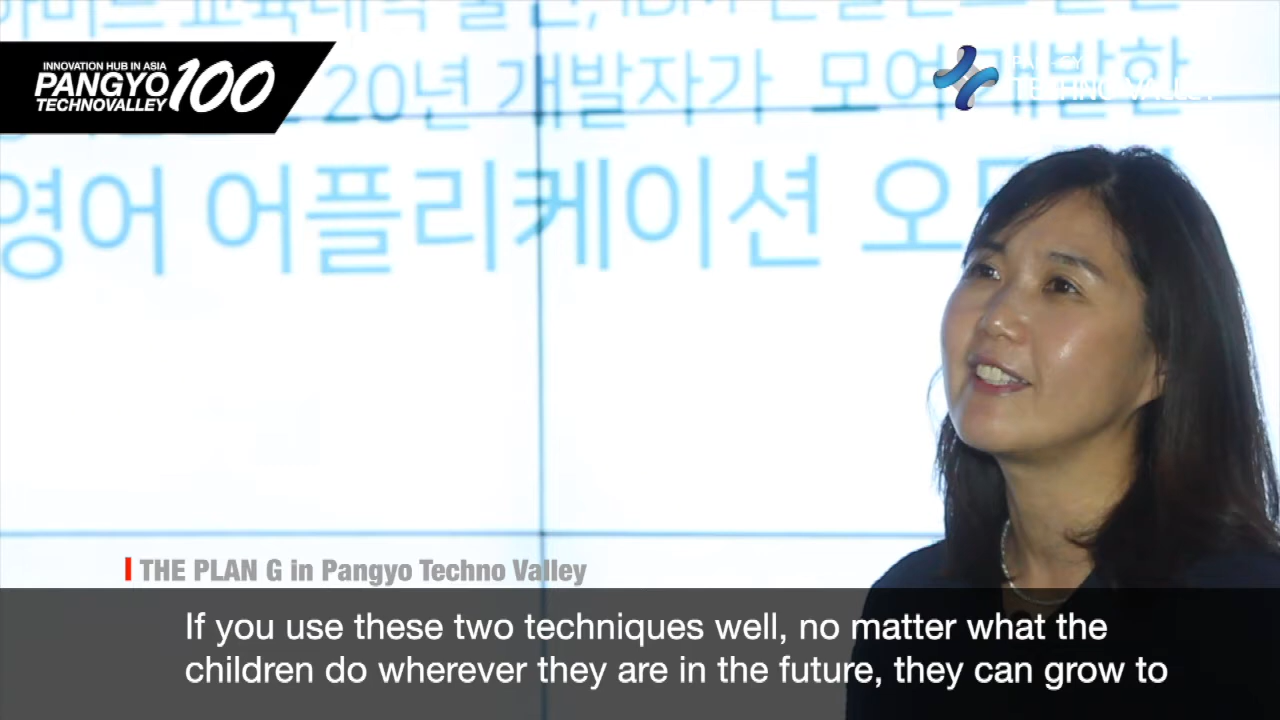 INNOVATION HUB IN ASIA
PANGYO 100
TECHNOVALLEY
TECHNO VALLEY
20년 개발자가 모여 개발한
영어 어플리케이션
THE PLAN G in Pangyo Techno Valley
If you use these two techniques well, no matter what the
children do wherever they are in the future, they can grow to